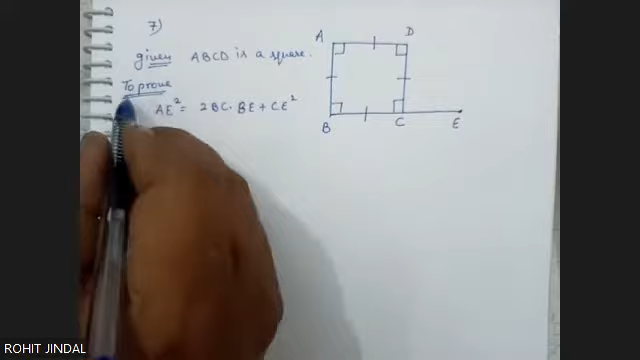 7)
given ABCD is a square.
To prove
AE² = 2BC · BE + CE²
A D
B C E
ROHIT JINDAL